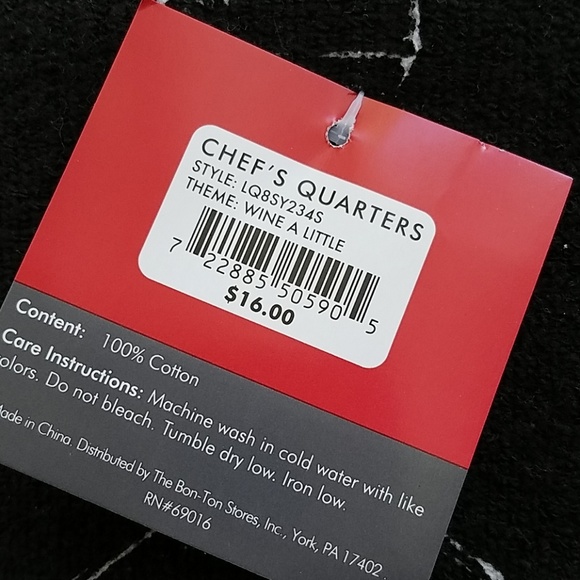 CHEF'S QUARTERS
STYLE: LQ8SY234S
THEME: WINE A LITTLE
7 22885 50590 5
$16.00
Content: 100% Cotton
Care Instructions: Machine wash in cold water with like
colors. Do not bleach. Tumble dry low. Iron low.
Made in China. Distributed by The Bon-Ton Stores, Inc., York, PA 17402
RN#69016